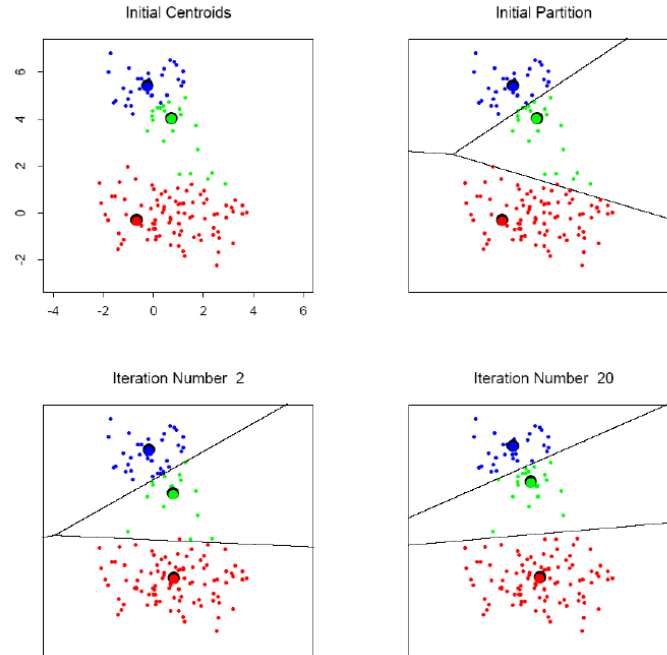 Initial Centroids
Initial Partition
6
4
2
0
-2
-4 -2 0 2 4 6
Iteration Number 2
Iteration Number 20